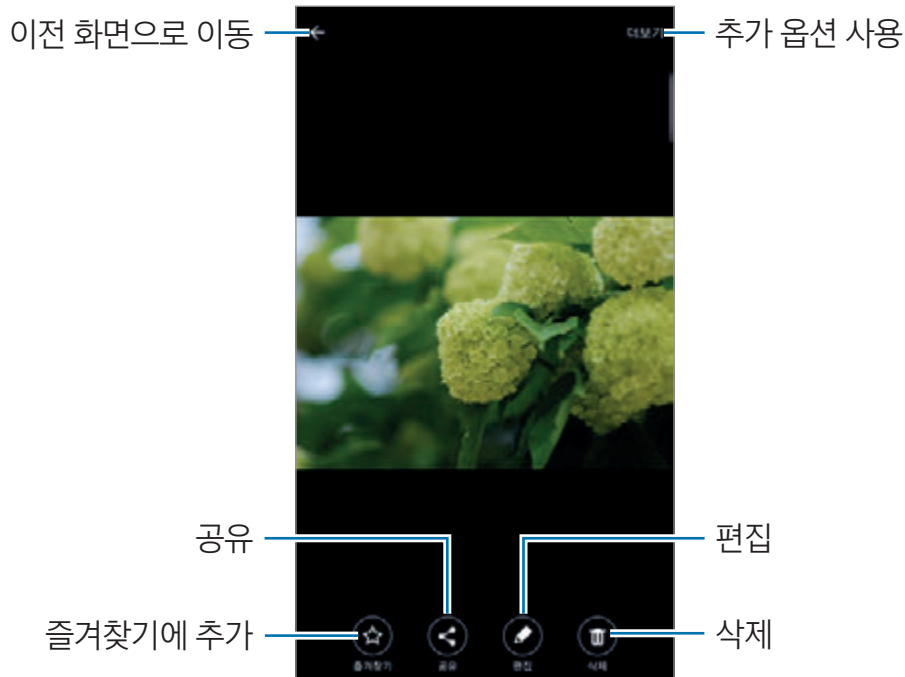 이전 화면으로 이동
더보기
추가 옵션 사용
공유
편집
즐겨찾기에 추가
삭제
즐겨찾기
공유
편집
삭제